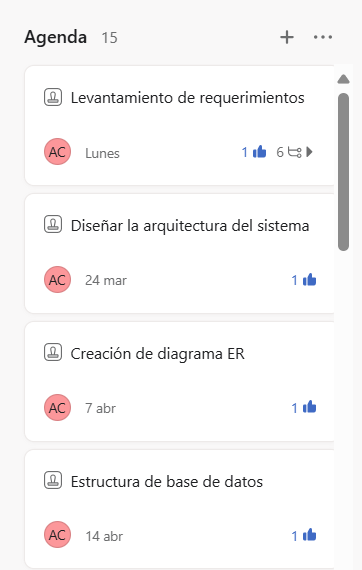 Agenda 15
Levantamiento de requerimientos
AC Lunes 1 6
Diseñar la arquitectura del sistema
AC 24 mar 1
Creación de diagrama ER
AC 7 abr 1
Estructura de base de datos
AC 14 abr 1